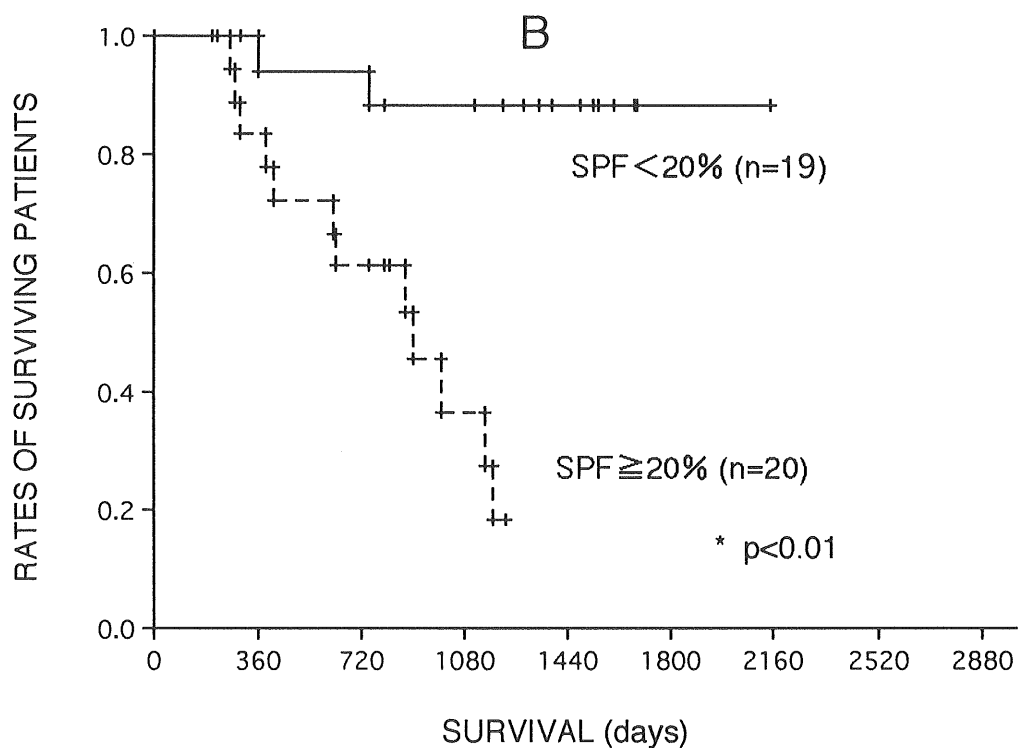 B
RATES OF SURVIVING PATIENTS
1.0
0.8
0.6
0.4
0.2
0.0
SPF<20% (n=19)
SPF≧20% (n=20)
* p<0.01
0 360 720 1080 1440 1800 2160 2520 2880
SURVIVAL (days)